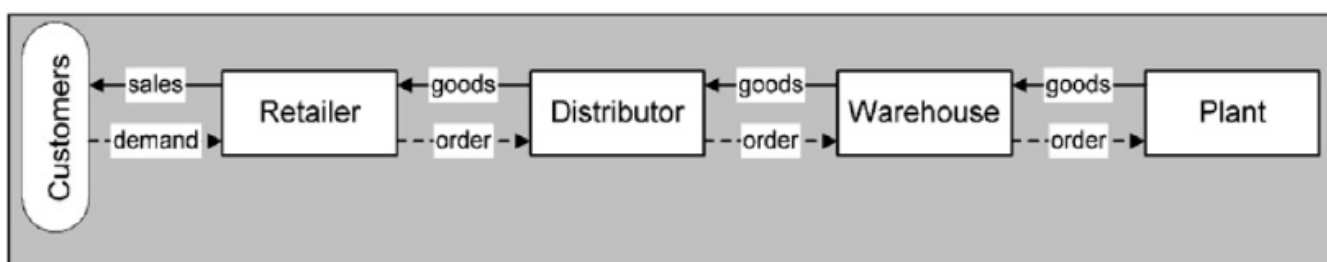 Customers
sales
demand
Retailer
goods
order
Distributor
goods
order
Warehouse
goods
order
Plant